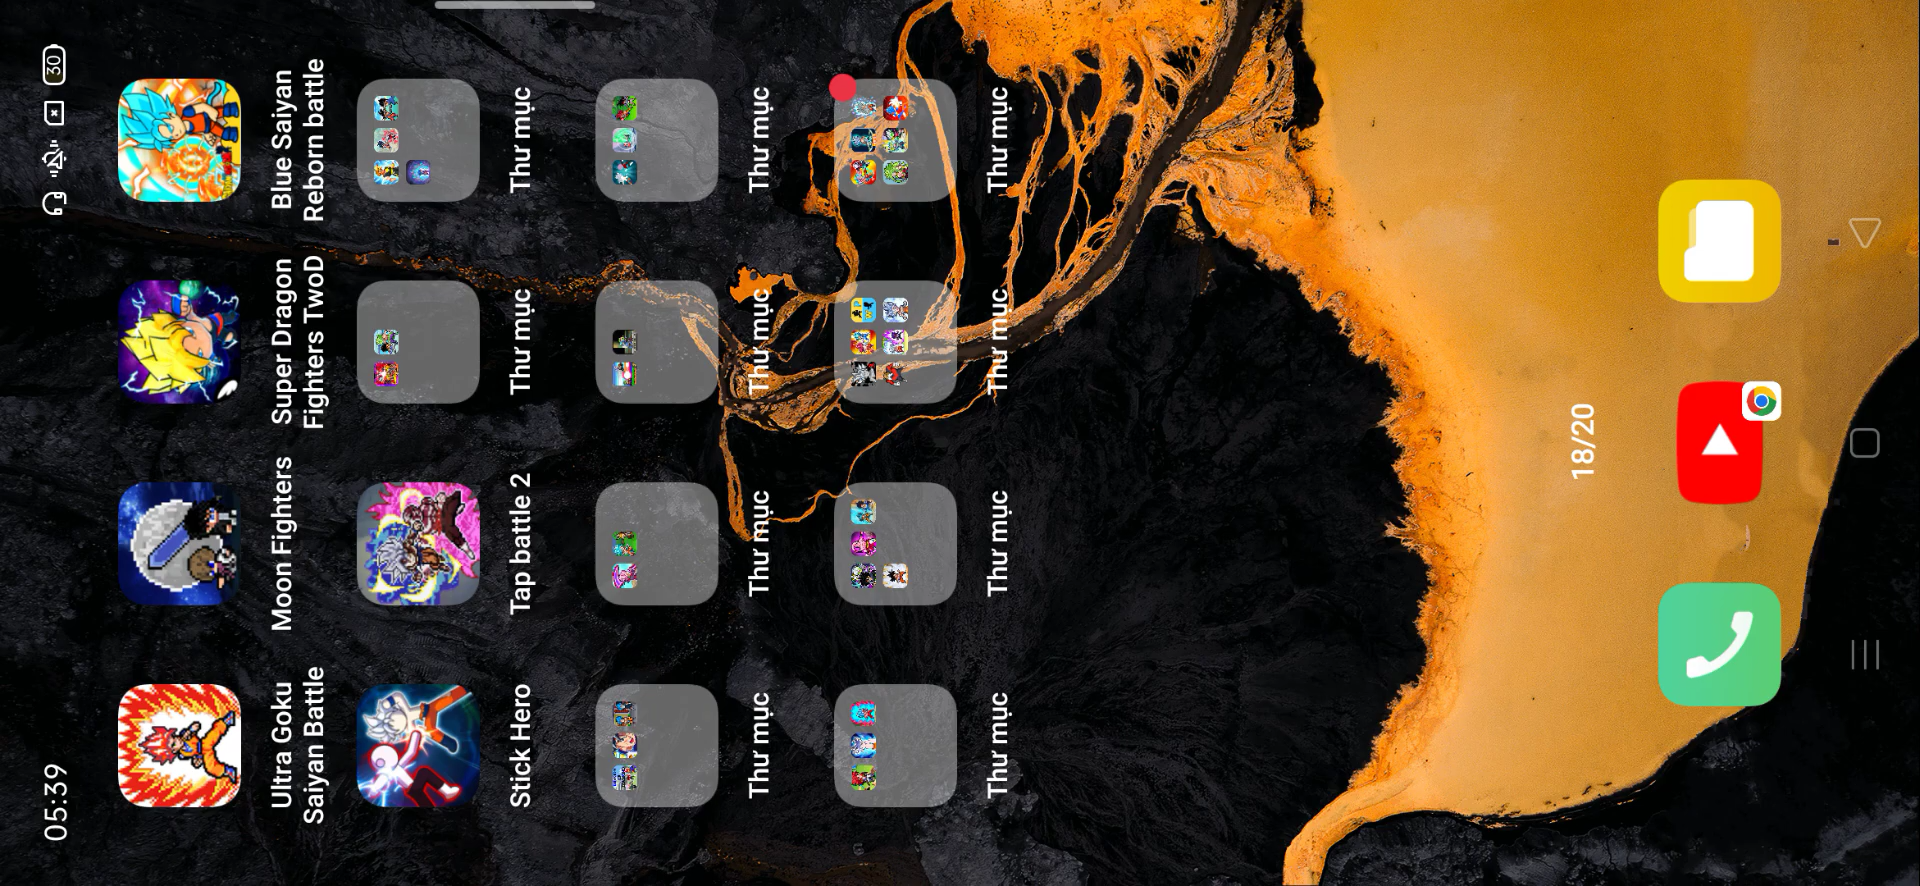 05:39
30
Ultra Goku
Saiyan Battle
Moon Fighters
Super Dragon
Fighters TwoD
Blue Saiyan
Reborn battle
Stick Hero
Tap battle 2
Thư mục
Thư mục
Thư mục
Thư mục
Thư mục
Thư mục
Thư mục
Thư mục
Thư mục
Thư mục
18/20